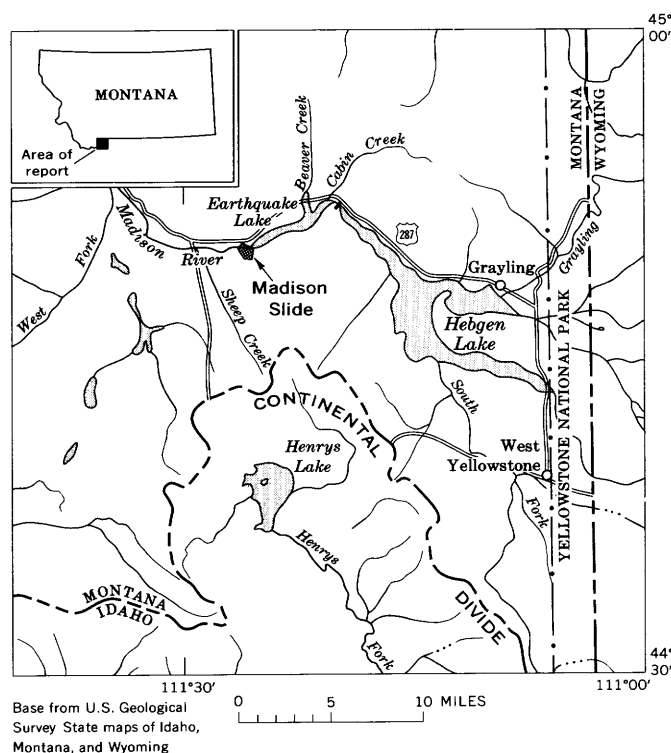 45°
00'
MONTANA
Area of
report
MONTANA
WYOMING
Beaver Creek
Cabin
Creek
Earthquake
Lake
Madison
River
West
Fork
287
Grayling
Grayling
Madison
Slide
Sheep Creek
Hebgen
Lake
YELLOWSTONE NATIONAL PARK
CONTINENTAL
DIVIDE
South
Fork
West
Yellowstone
Henrys
Lake
Henrys
Fork
MONTANA
IDAHO
44°
30'
111°30'
111°00'
Base from U.S. Geological
Survey State maps of Idaho,
Montana, and Wyoming
0 5 10 MILES